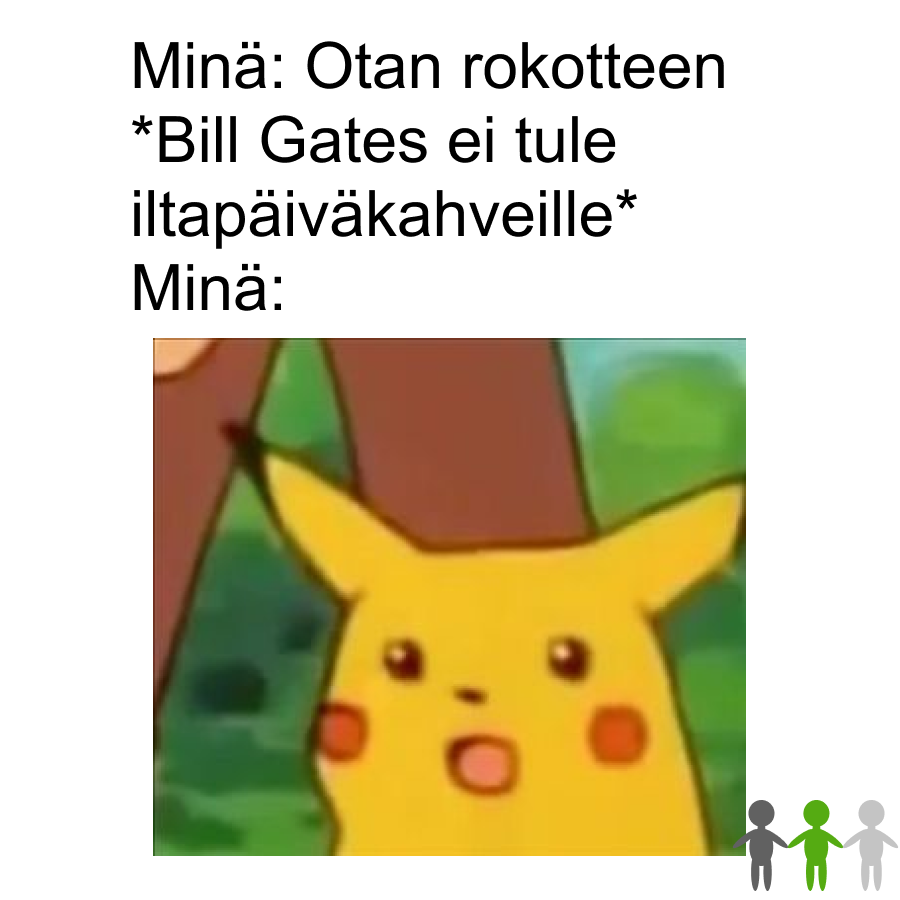 Minä: Otan rokotteen
*Bill Gates ei tule
iltapäiväkahveille*
Minä: